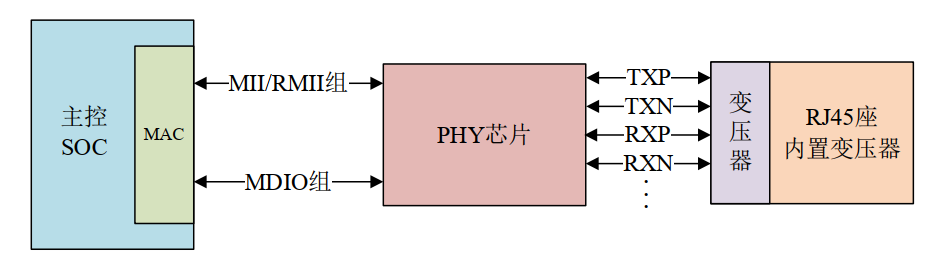 主控
SOC
MAC
MII/RMII组
MDIO组
PHY芯片
TXP
TXN
RXP
RXN
变
压
器
RJ45座
内置变压器